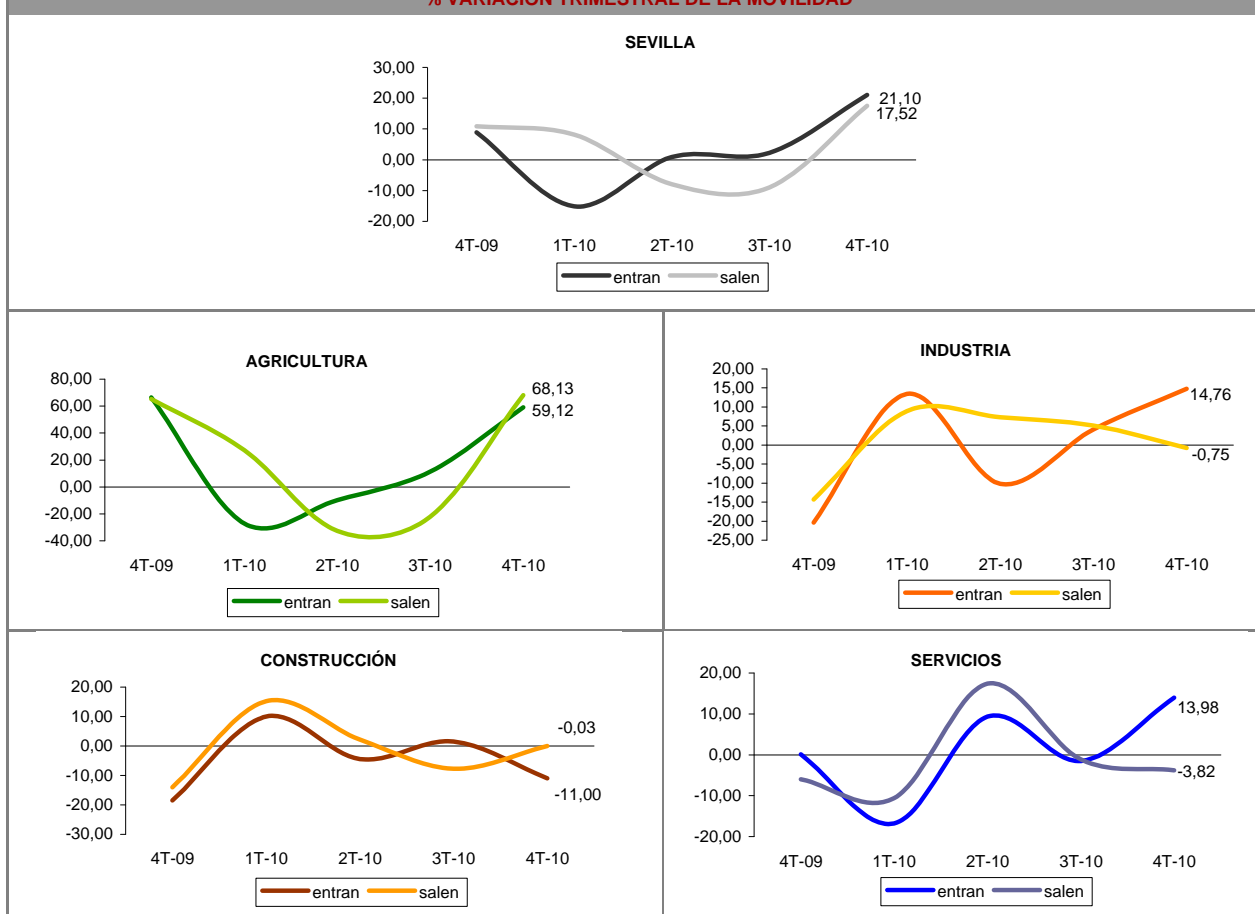 % VARIACIÓN TRIMESTRAL DE LA MOVILIDAD
SEVILLA
30,00
20,00
10,00
0,00
-10,00
-20,00
21,10
17,52
4T-09 1T-10 2T-10 3T-10 4T-10
entran salen
AGRICULTURA
80,00
60,00
40,00
20,00
0,00
-20,00
-40,00
68,13
59,12
4T-09 1T-10 2T-10 3T-10 4T-10
entran salen
INDUSTRIA
20,00
15,00
10,00
5,00
0,00
-5,00
-10,00
-15,00
-20,00
-25,00
14,76
-0,75
4T-09 1T-10 2T-10 3T-10 4T-10
entran salen
CONSTRUCCIÓN
20,00
10,00
0,00
-10,00
-20,00
-30,00
-0,03
-11,00
4T-09 1T-10 2T-10 3T-10 4T-10
entran salen
SERVICIOS
20,00
10,00
0,00
-10,00
-20,00
13,98
-3,82
4T-09 1T-10 2T-10 3T-10 4T-10
entran salen